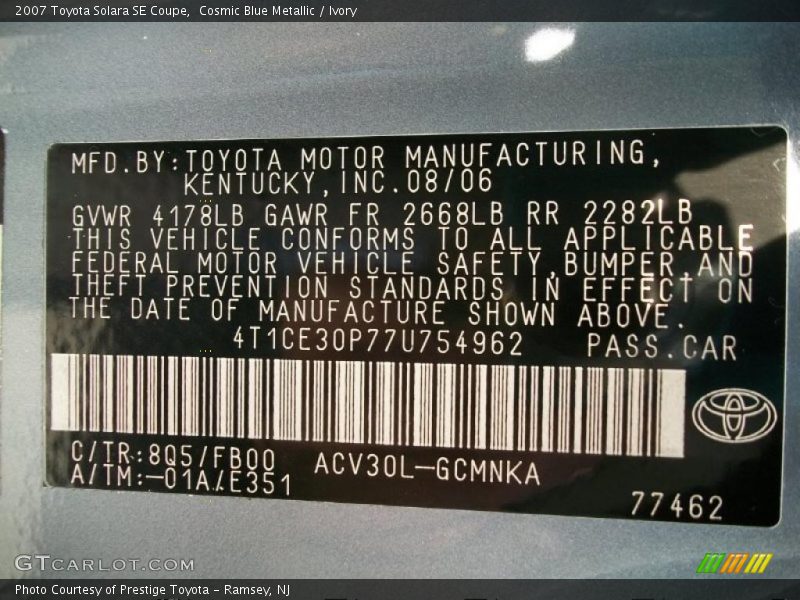 2007 Toyota Solara SE Coupe,  Cosmic Blue Metallic / Ivory
MFD.BY:TOYOTA MOTOR MANUFACTURING,
KENTUCKY,INC.08/06
GVWR 4178LB GAWR FR 2668LB RR 2282LB
THIS VEHICLE CONFORMS TO ALL APPLICABLE
FEDERAL MOTOR VEHICLE SAFETY,BUMPER,AND
THEFT PREVENTION STANDARDS IN EFFECT ON
THE DATE OF MANUFACTURE SHOWN ABOVE.
4T1CE30P77U754962 PASS.CAR
C/TR:8Q5/FB00 ACV30L-GCMNKA
A/TM:-01A/E351
77462
GTCARLOT.COM
Photo Courtesy of Prestige Toyota - Ramsey, NJ